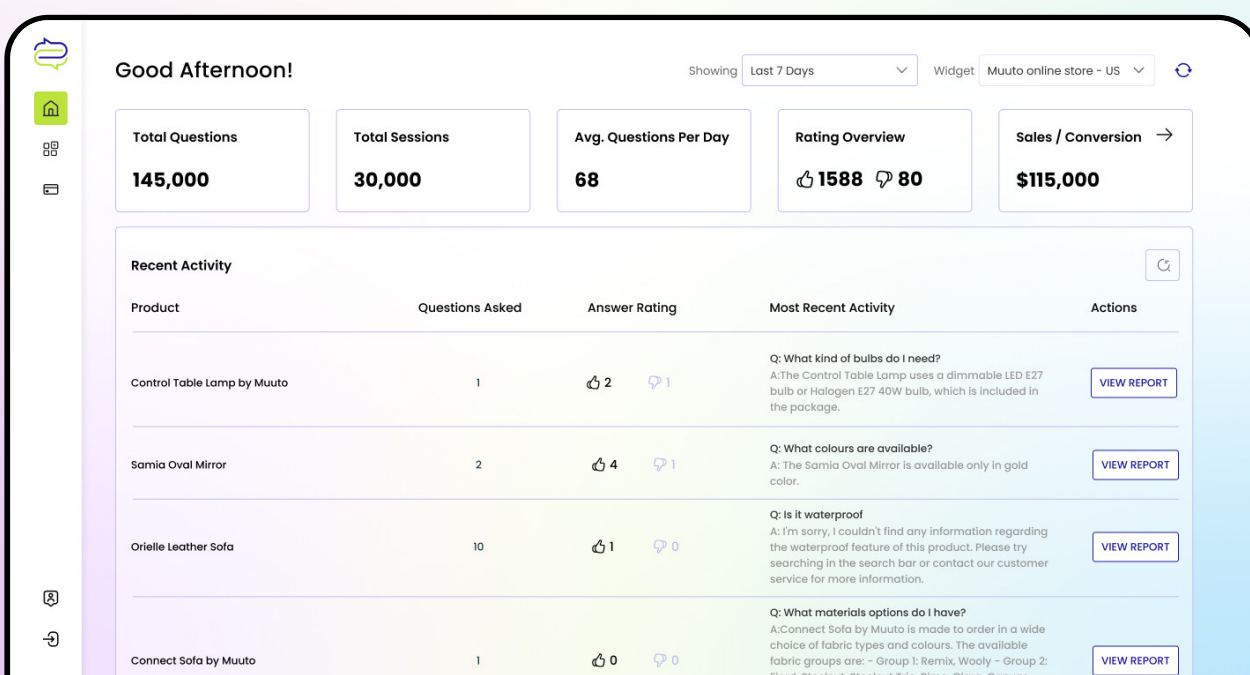 Good Afternoon!
Showing Last 7 Days Widget Muuto online store - US
Total Questions
145,000
Total Sessions
30,000
Avg. Questions Per Day
68
Rating Overview
1588 80
Sales / Conversion
$115,000
Recent Activity
Product Questions Asked Answer Rating Most Recent Activity Actions
Control Table Lamp by Muuto 1 2 1
Q: What kind of bulbs do I need?
A:The Control Table Lamp uses a dimmable LED E27
bulb or Halogen E27 40W bulb, which is included in
the package.
VIEW REPORT
Samia Oval Mirror 2 4 1
Q: What colours are available?
A: The Samia Oval Mirror is available only in gold
color.
VIEW REPORT
Orielle Leather Sofa 10 1 0
Q: Is it waterproof
A: I'm sorry, I couldn't find any information regarding
the waterproof feature of this product. Please try
searching in the search bar or contact our customer
service for more information.
VIEW REPORT
Connect Sofa by Muuto 1 0 0
Q: What materials options do I have?
A:Connect Sofa by Muuto is made to order in a wide
choice of fabric types and colours. The available
fabric groups are: - Group 1: Remix, Wooly - Group 2:
VIEW REPORT